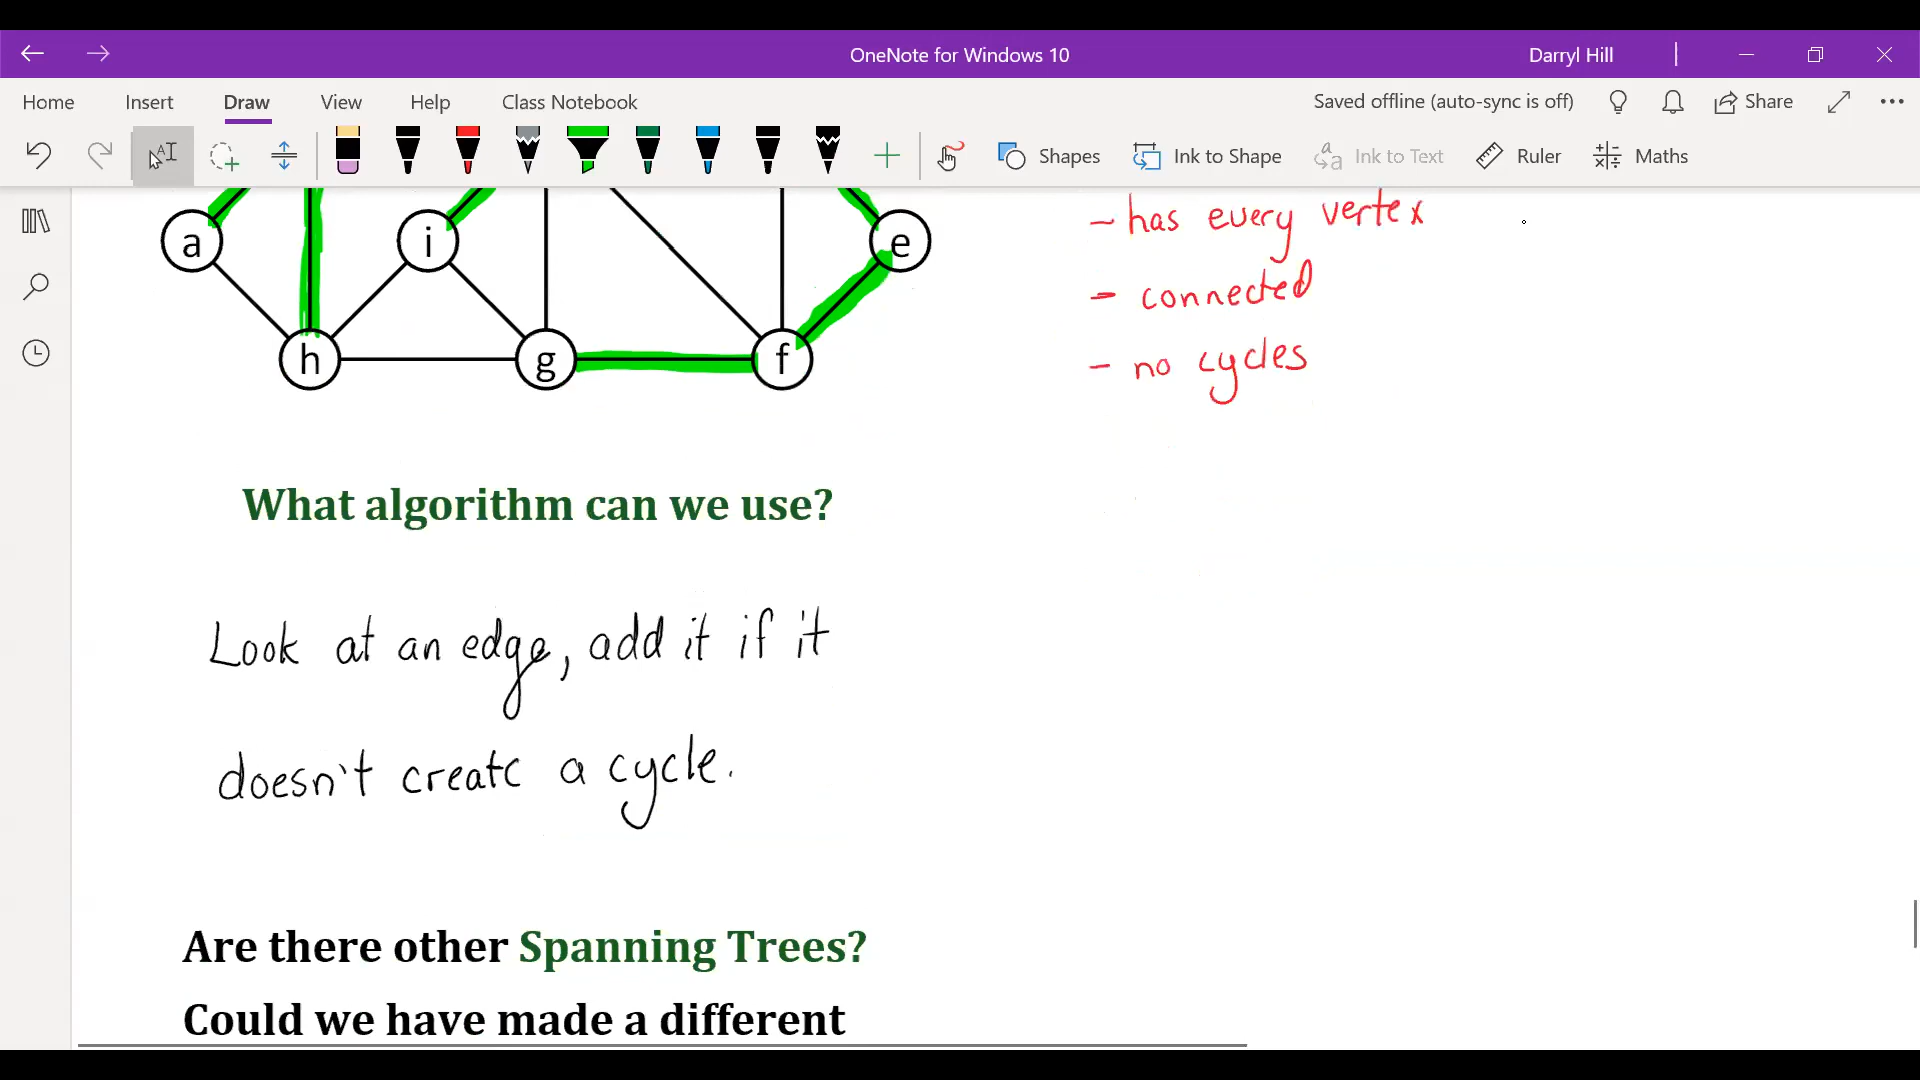 OneNote for Windows 10
Darryl Hill
Home Insert Draw View Help Class Notebook
Saved offline (auto-sync is off)
Share
Shapes
Ink to Shape
Ink to Text
Ruler
Maths
a
i
e
h
g
f
- has every vertex
- connected
- no cycles
What algorithm can we use?
Look at an edge, add it if it
doesn't create a cycle.
Are there other Spanning Trees?
Could we have made a different